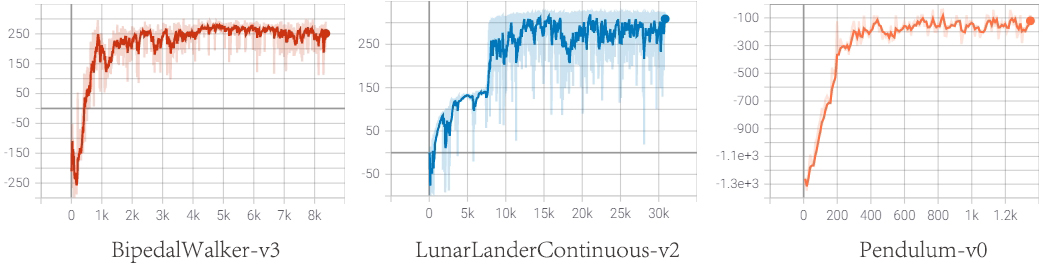 250
150
50
-50
-150
-250
0 1k 2k 3k 4k 5k 6k 7k 8k
BipedalWalker-v3
250
150
50
-50
0 5k 10k 15k 20k 25k 30k
LunarLanderContinuous-v2
-100
-300
-500
-700
-900
-1.1e+3
-1.3e+3
0 200 400 600 800 1k 1.2k
Pendulum-v0